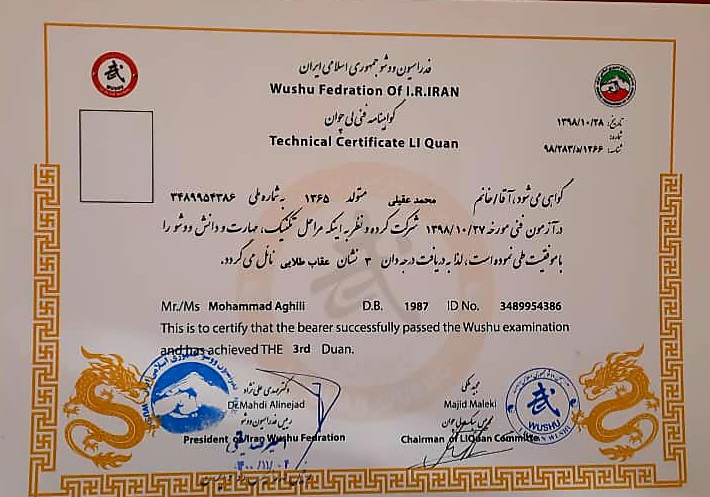 فدراسیون ووشو جمهوری اسلامی ایران
Wushu Fedration Of I.R.IRAN
گواهینامه فنی لی چوان
Technical Certificate LI Quan
武
WUSHU
تاریخ: ۱۳۹۸/۱۰/۲۸
شماره:
۹۸/۲۸۳/د/۱۲۶۶
گواهی می شود، آقا/خانم محمد عقیلی متولد ۱۳۶۵ به شماره ملی ۳۴۸۹۹۵۴۳۸۶
در آزمون فنی مورخه ۱۳۹۸/۱۰/۲۷ شرکت کرده و نظر به اینکه مراحل تکنیک، مهارت و دانش ووشو را
با موفقیت طی نموده است، لذا به دریافت درجه دان ۳ نشان عقاب طلایی نائل می گردد.
Mr./Ms Mohammad Aghili D.B. 1987 ID No. 3489954386
This is to certify that the bearer successfully passed the Wushu examination
and has achieved THE 3rd Duan.
دکتر مهدی علی نژاد
Dr.Mahdi Alinejad
رییس فدراسیون ووشو
President of Iran Wushu Fedration
مجید ملکی
Majid Maleki
Chairman of LIQuan Committe
武
WUSHU